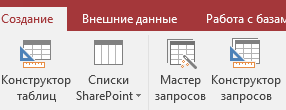 Создание Внешние данные Работа с базам
Конструктор таблиц
Списки SharePoint
Мастер запросов
Конструктор запросов